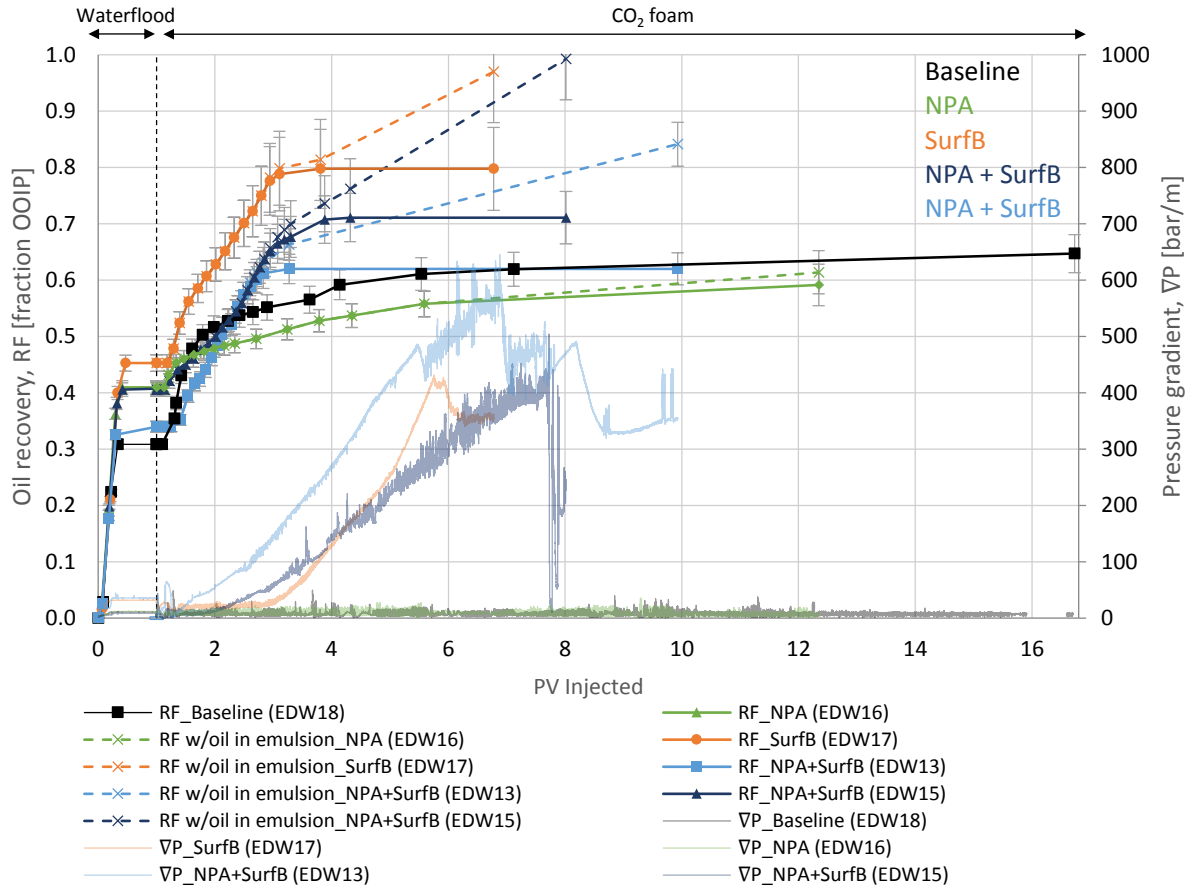 Waterflood CO2 foam
1.0 1000
0.9 900
0.8 800
0.7 700
0.6 600
0.5 500
0.4 400
0.3 300
0.2 200
0.1 100
0.0 0
Oil recovery, RF [fraction OOIP]
Pressure gradient, ∇P [bar/m]
Baseline
NPA
SurfB
NPA + SurfB
NPA + SurfB
0 2 4 6 8 10 12 14 16
PV Injected
RF_Baseline (EDW18) RF_NPA (EDW16)
RF w/oil in emulsion_NPA (EDW16) RF_SurfB (EDW17)
RF w/oil in emulsion_SurfB (EDW17) RF_NPA+SurfB (EDW13)
RF w/oil in emulsion_NPA+SurfB (EDW13) RF_NPA+SurfB (EDW15)
RF w/oil in emulsion_NPA+SurfB (EDW15) ∇P_Baseline (EDW18)
∇P_SurfB (EDW17) ∇P_NPA (EDW16)
∇P_NPA+SurfB (EDW13) ∇P_NPA+SurfB (EDW15)